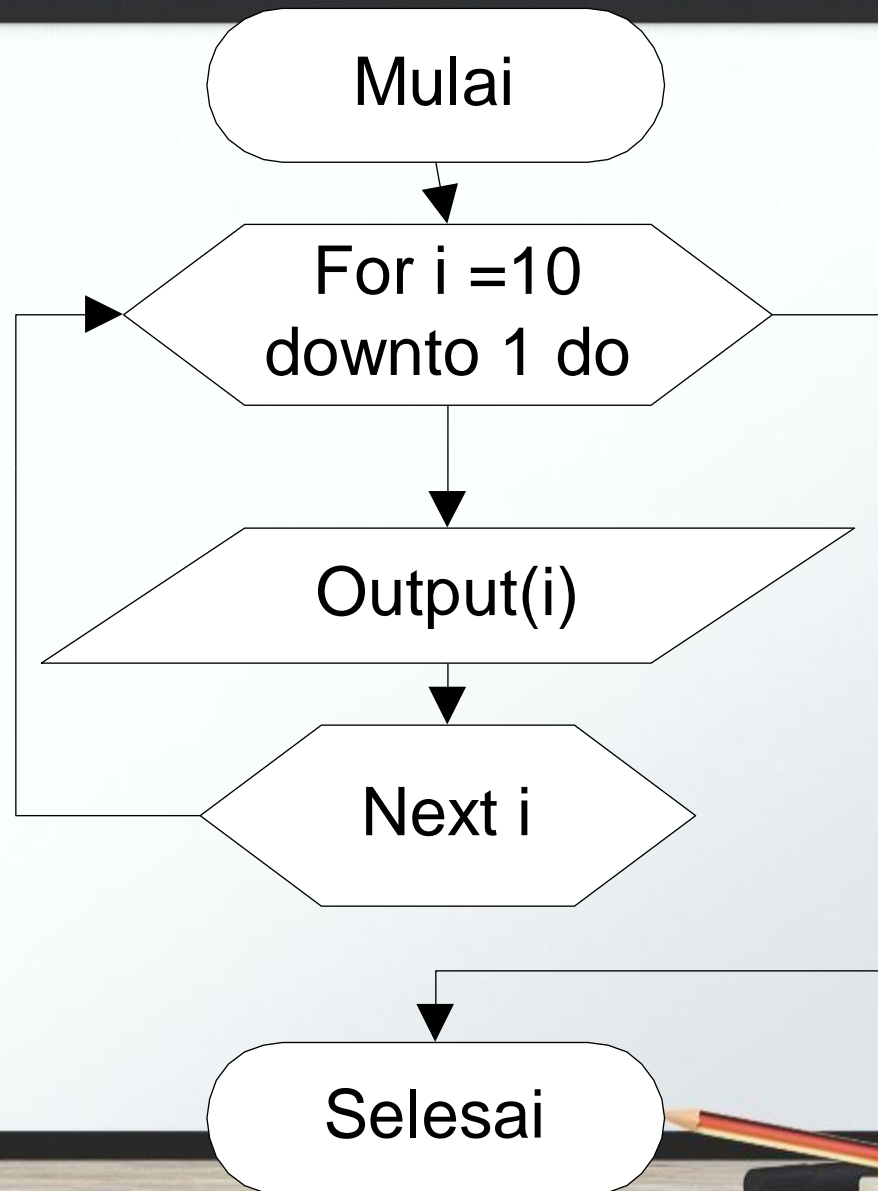 Mulai
For i =10
downto 1 do
Output(i)
Next i
Selesai